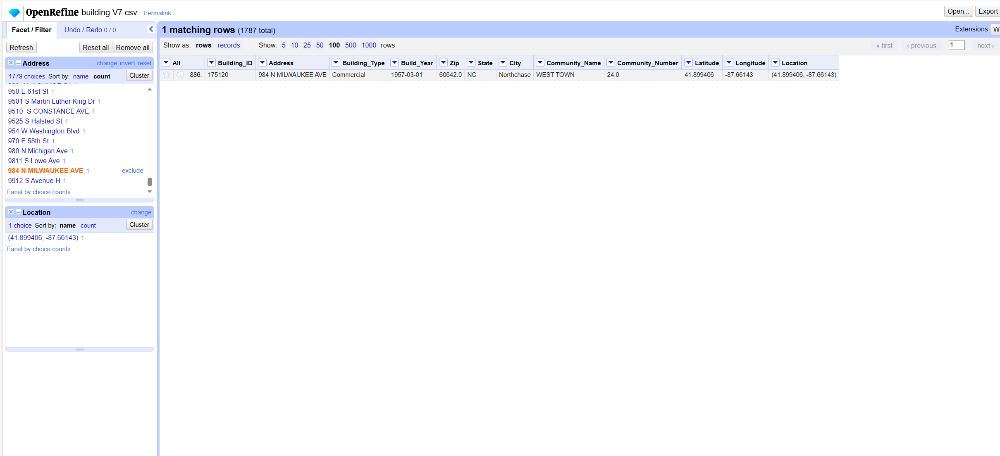 OpenRefine building V7 csv Permalink Open... Export
Facet / Filter Undo / Redo 0 / 0
1 matching rows (1787 total) Extensions W
Refresh Reset all Remove all
Show as: rows records Show: 5 10 25 50 100 500 1000 rows « first ‹ previous 1 next ›
Address change invert reset
1779 choices Sort by: name count Cluster
950 E 61st St 1
9501 S Martin Luther King Dr 1
9510  S CONSTANCE AVE 1
9525 S Halsted St 1
954 W Washington Blvd 1
970 E 58th St 1
980 N Michigan Ave 1
9811 S Lowe Ave 1
984 N MILWAUKEE AVE 1 exclude
9912 S Avenue H 1
Facet by choice counts
Location change
1 choice Sort by: name count Cluster
(41.899406, -87.66143) 1
Facet by choice counts
All Building_ID Address Building_Type Build_Year Zip State City Community_Name Community_Number Latitude Longitude Location
886. 175120 984 N MILWAUKEE AVE Commercial 1957-03-01 60642.0 NC Northchase WEST TOWN 24.0 41.899406 -87.66143 (41.899406, -87.66143)